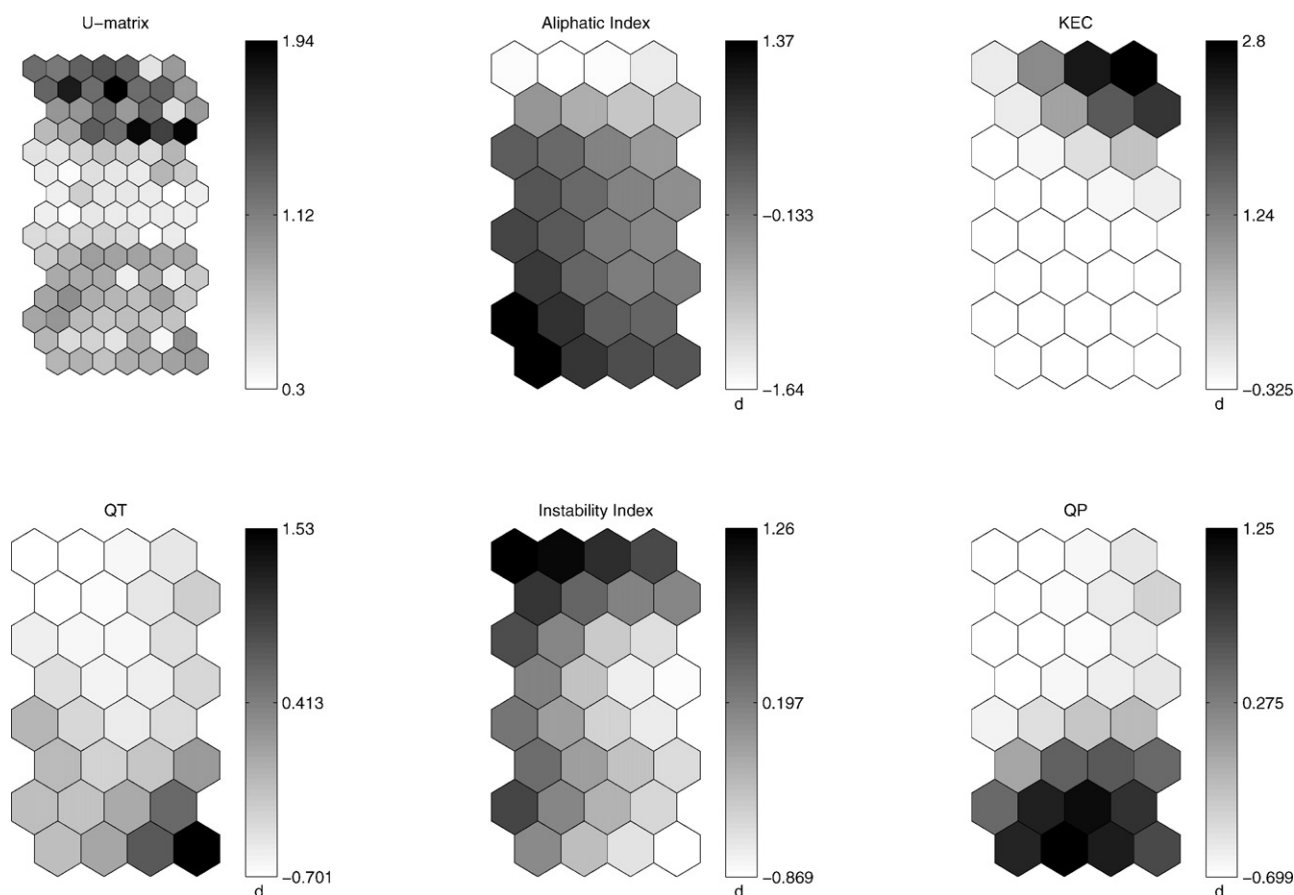 U-matrix
1.94
1.12
0.3
Aliphatic Index
1.37
-0.133
-1.64
d
KEC
2.8
1.24
-0.325
d
QT
1.53
0.413
-0.701
d
Instability Index
1.26
0.197
-0.869
d
QP
1.25
0.275
-0.699
d